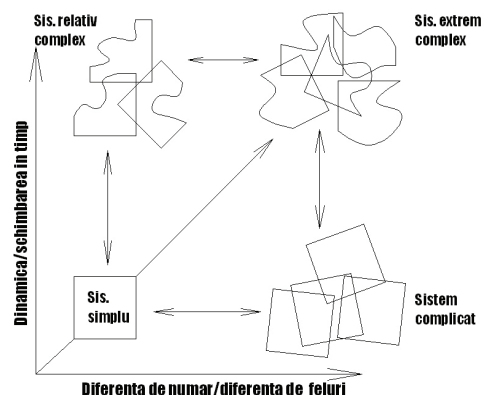 Sis. relativ
complex
Sis. extrem
complex
Dinamica/schimbarea in timp
Sis.
simplu
Sistem
complicat
Diferenta de numar/diferenta de feluri